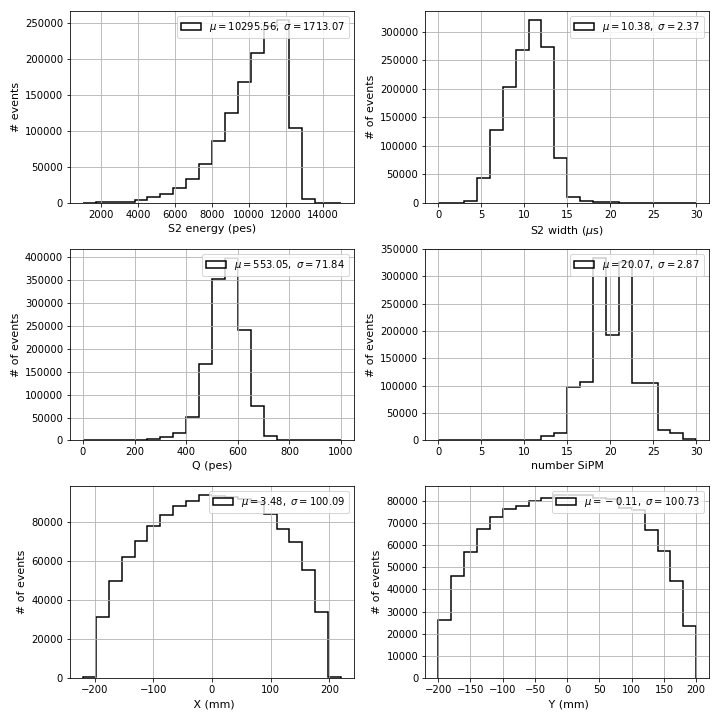 μ = 10295.56, σ = 1713.07
250000
200000
150000
100000
50000
0
# events
2000 4000 6000 8000 10000 12000 14000
S2 energy (pes)
μ = 10.38, σ = 2.37
300000
250000
200000
150000
100000
50000
0
# of events
0 5 10 15 20 25 30
S2 width (μs)
μ = 553.05, σ = 71.84
400000
350000
300000
250000
200000
150000
100000
50000
0
# of events
0 200 400 600 800 1000
Q (pes)
μ = 20.07, σ = 2.87
350000
300000
250000
200000
150000
100000
50000
0
# of events
0 5 10 15 20 25 30
number SiPM
μ = 3.48, σ = 100.09
80000
60000
40000
20000
0
# of events
−200 −100 0 100 200
X (mm)
μ = −0.11, σ = 100.73
80000
70000
60000
50000
40000
30000
20000
10000
0
# of events
−200 −150 −100 −50 0 50 100 150 200
Y (mm)